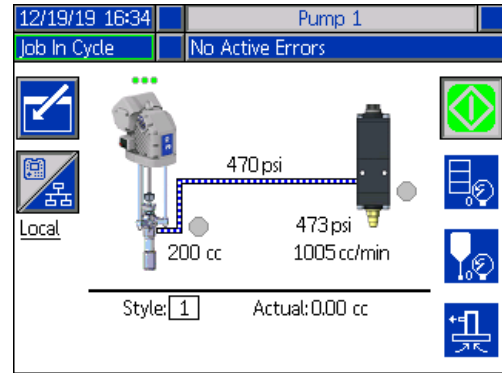 12/19/19 16:34
Pump 1
Job In Cycle
No Active Errors
470 psi
Local
200 cc
473 psi
1005 cc/min
Style: 1
Actual: 0.00 cc